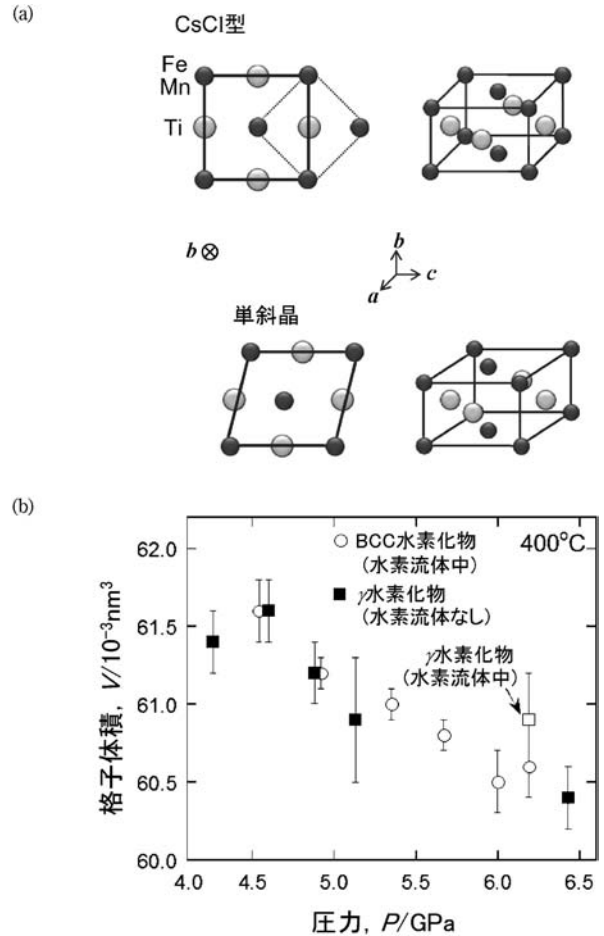 (a)
CsCl型
Fe
Mn
Ti
b
b
a
c
単斜晶
(b)
62.0
61.5
61.0
60.5
60.0
格子体積, V/10⁻³nm³
BCC水素化物
(水素流体中)
400°C
γ水素化物
(水素流体なし)
γ水素化物
(水素流体中)
4.0 4.5 5.0 5.5 6.0 6.5
圧力, P/GPa